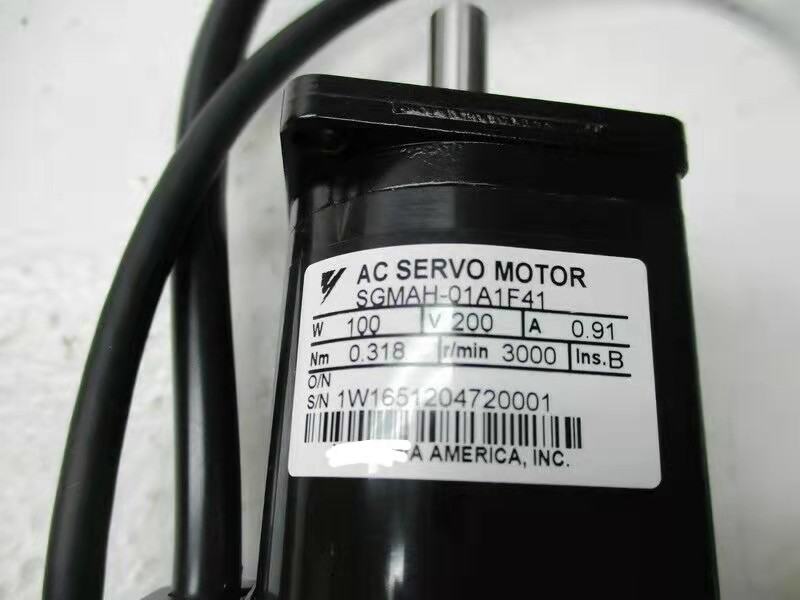 AC SERVO MOTOR
SGMAH-01A1F41
W 100 V 200 A 0.91
Nm 0.318 r/min 3000 Ins. B
O/N
S/N 1W1651204720001
A AMERICA, INC.